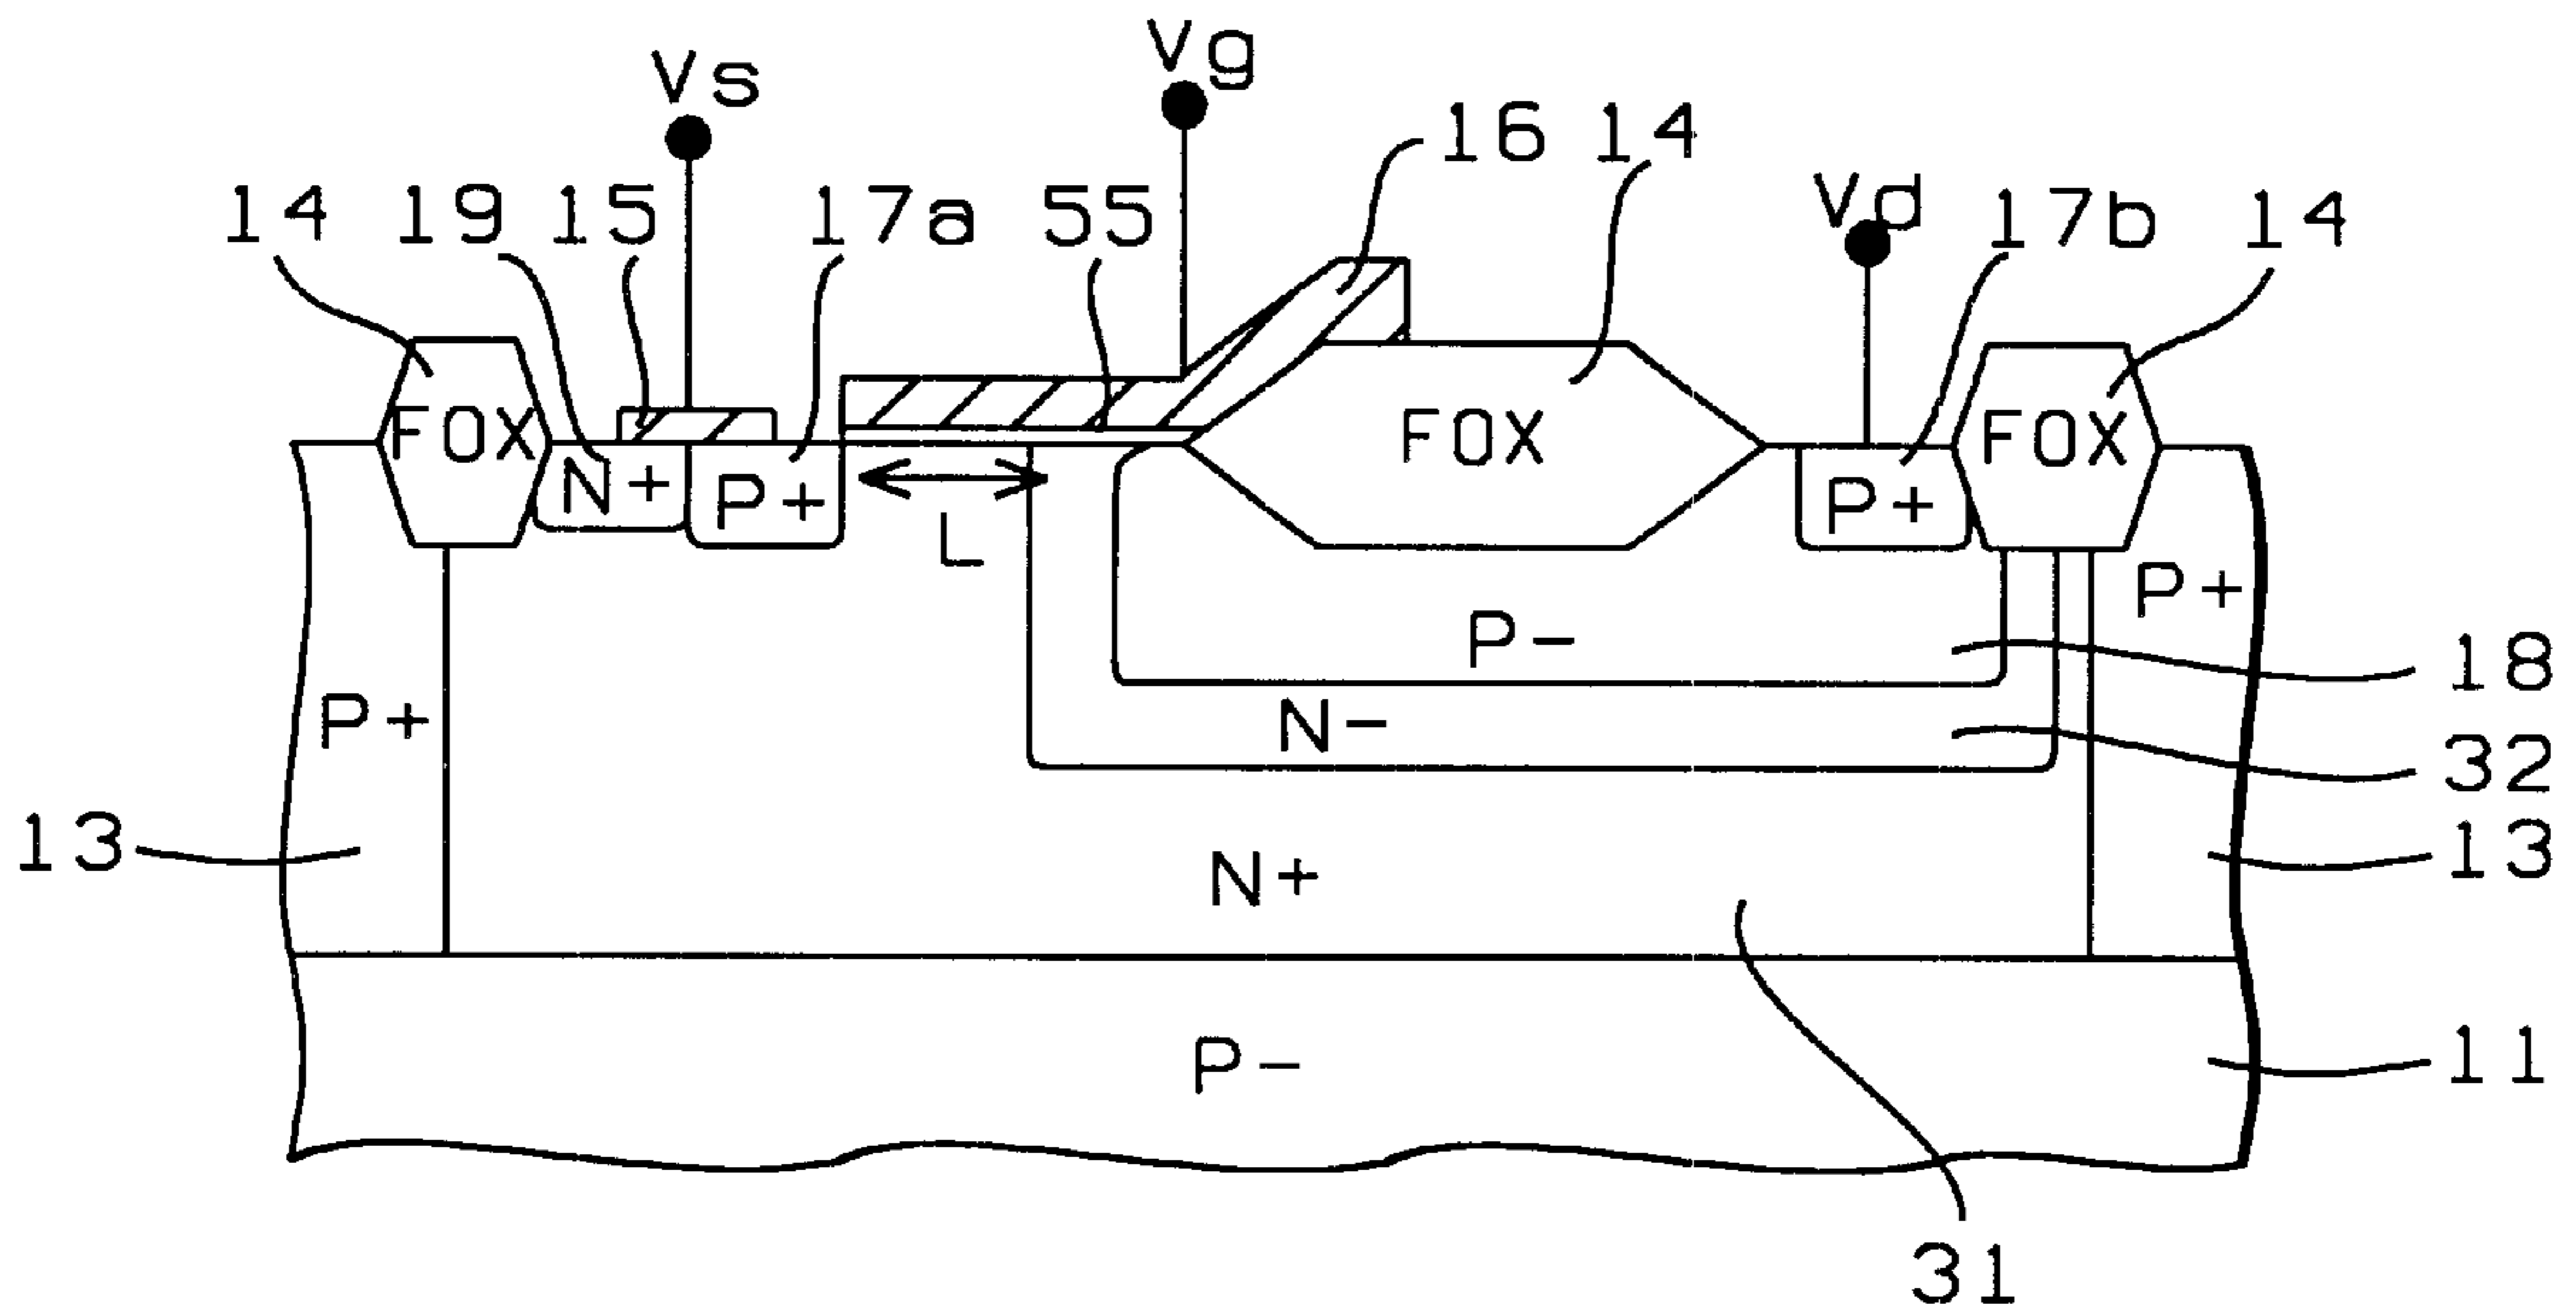 Vg
Vs
16 14
14 19 15 17a 55 Vd 17b 14
FOX FOX FOX
N+ P+ P+
L
P+
P- 18
P+ N- 32
13 13
N+
P- 11
31